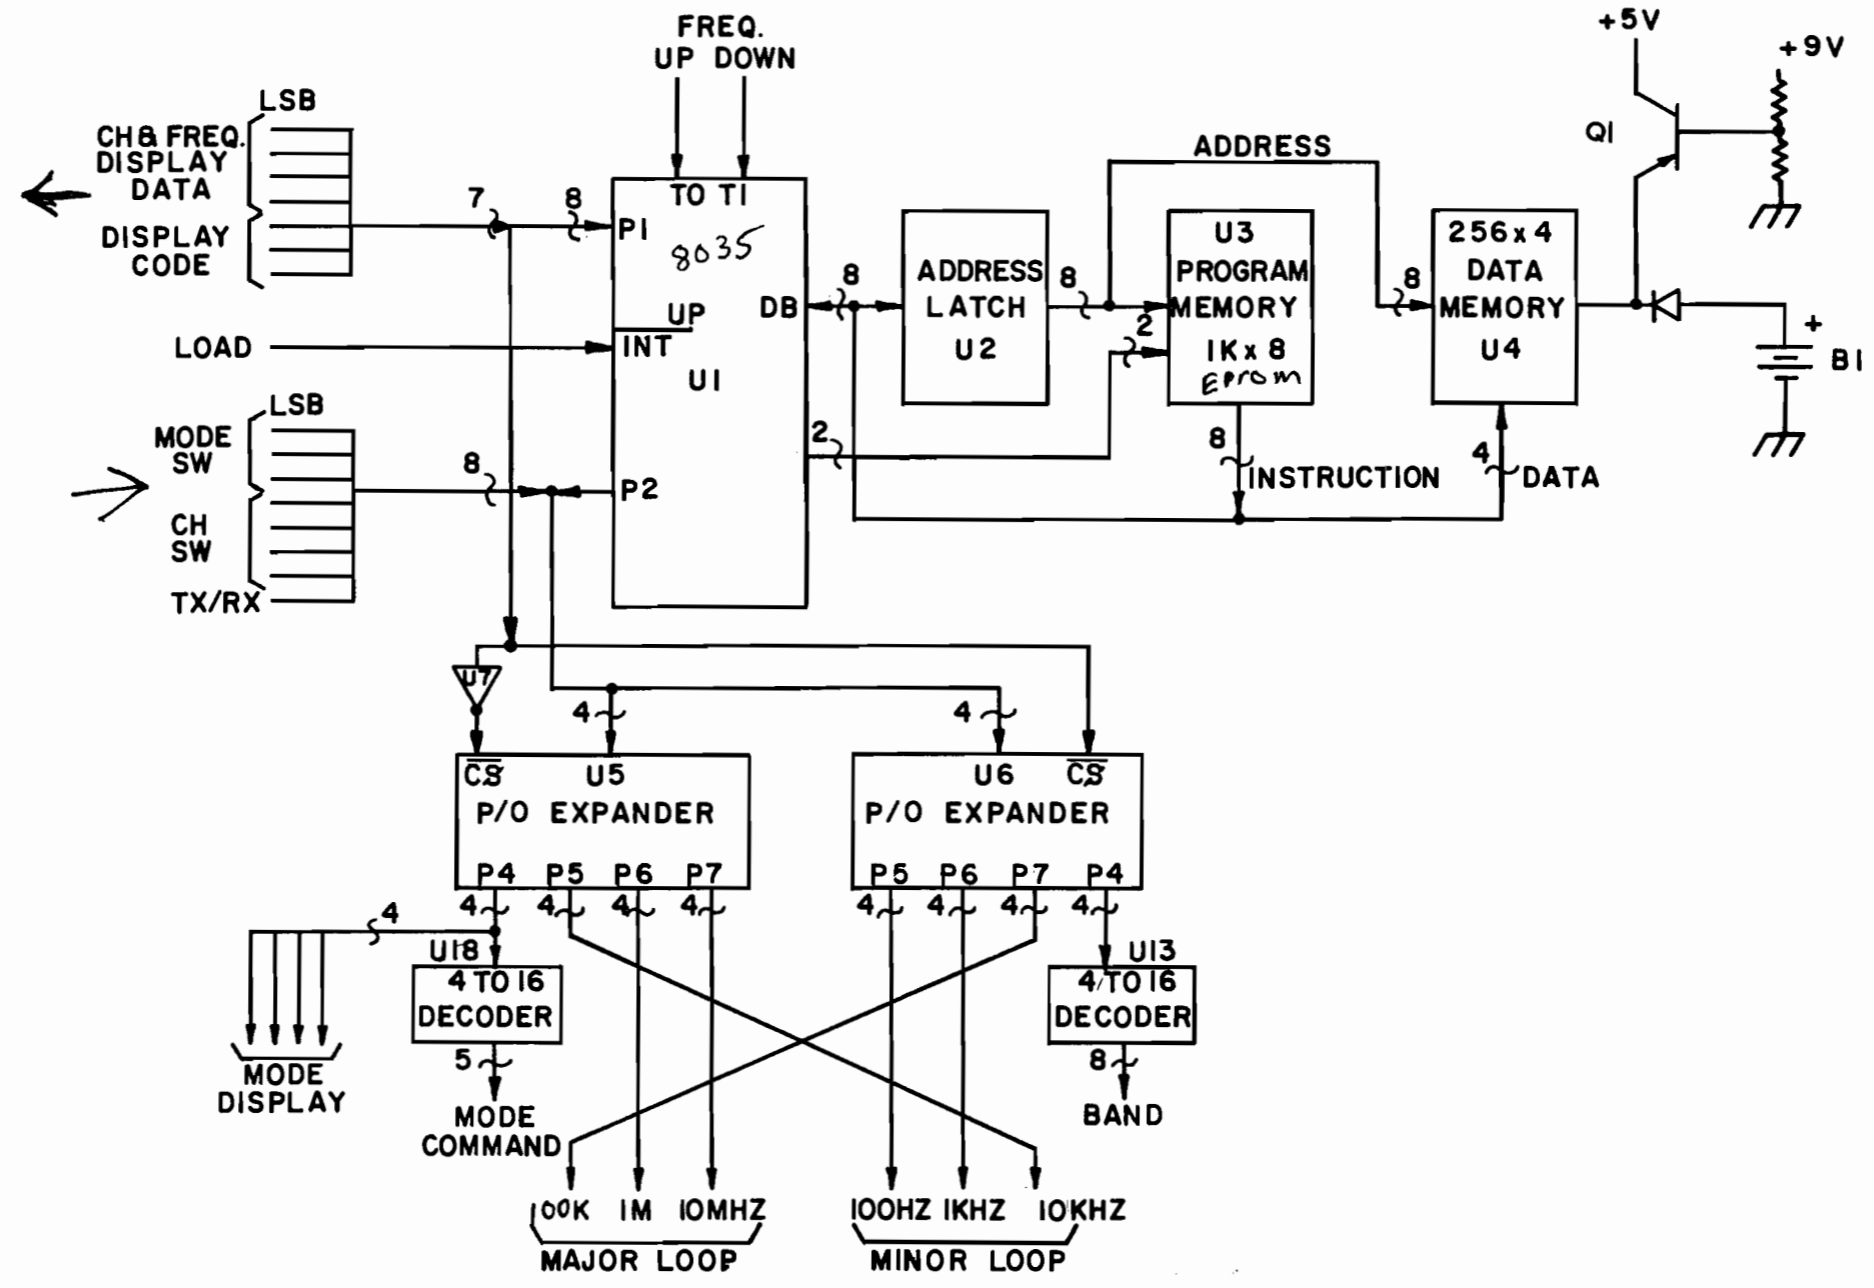 FREQ.
UP DOWN
+5V
+9V
LSB
CH & FREQ.
DISPLAY
DATA
DISPLAY
CODE
7
8
TO T1
P1
8035
UP
INT
U1
DB
P2
LOAD
LSB
MODE
SW
CH
SW
TX/RX
8
8
ADDRESS
LATCH
U2
8
ADDRESS
U3
PROGRAM
MEMORY
1K x 8
EPROM
2
2
8
INSTRUCTION
8
256 x 4
DATA
MEMORY
U4
4
DATA
Q1
+
B1
U7
4
4
CS
U5
P/O EXPANDER
P4 P5 P6 P7
4 4 4 4
U6
CS
P/O EXPANDER
P5 P6 P7 P4
4 4 4 4
4
U18
4 TO 16
DECODER
5
MODE
COMMAND
MODE
DISPLAY
U13
4 TO 16
DECODER
8
BAND
100K 1M 10MHZ
MAJOR LOOP
100HZ 1KHZ 10KHZ
MINOR LOOP